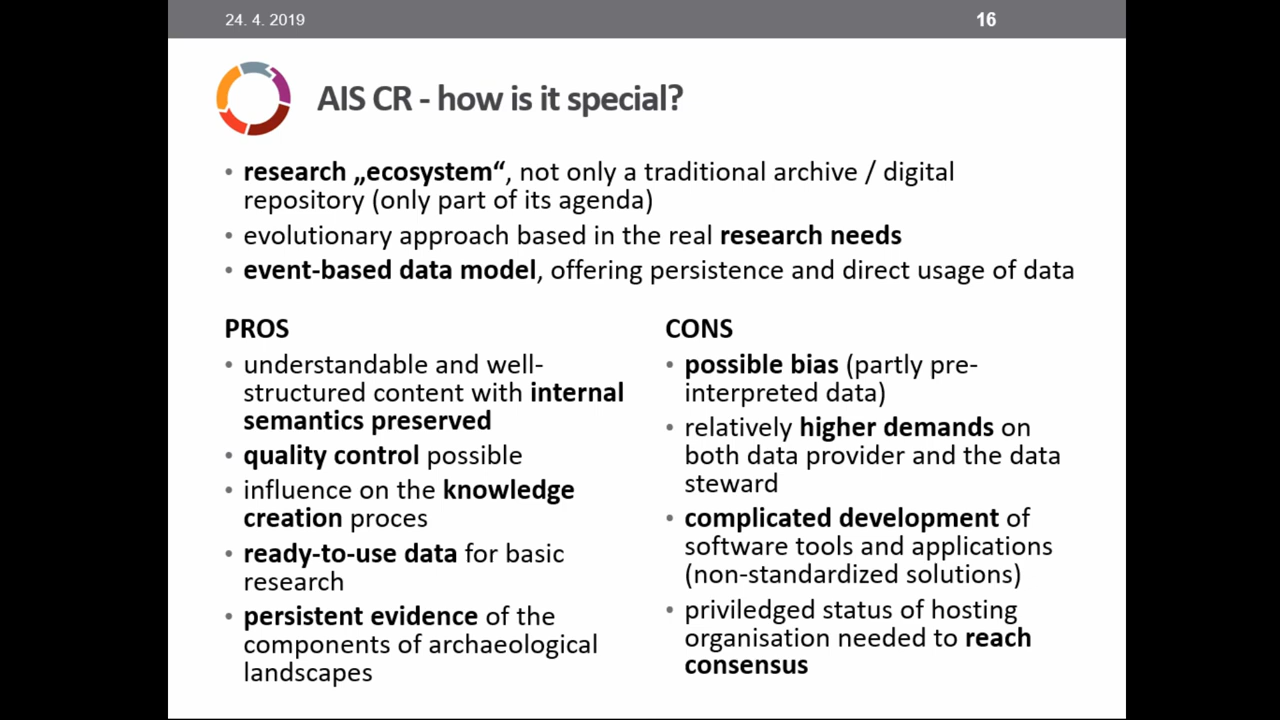 24. 4. 2019
16
AIS CR - how is it special?
• research „ecosystem“, not only a traditional archive / digital
repository (only part of its agenda)
• evolutionary approach based in the real research needs
• event-based data model, offering persistence and direct usage of data
PROS
• understandable and well-
structured content with internal
semantics preserved
• quality control possible
• influence on the knowledge
creation proces
• ready-to-use data for basic
research
• persistent evidence of the
components of archaeological
landscapes
CONS
• possible bias (partly pre-
interpreted data)
• relatively higher demands on
both data provider and the data
steward
• complicated development of
software tools and applications
(non-standardized solutions)
• priviledged status of hosting
organisation needed to reach
consensus